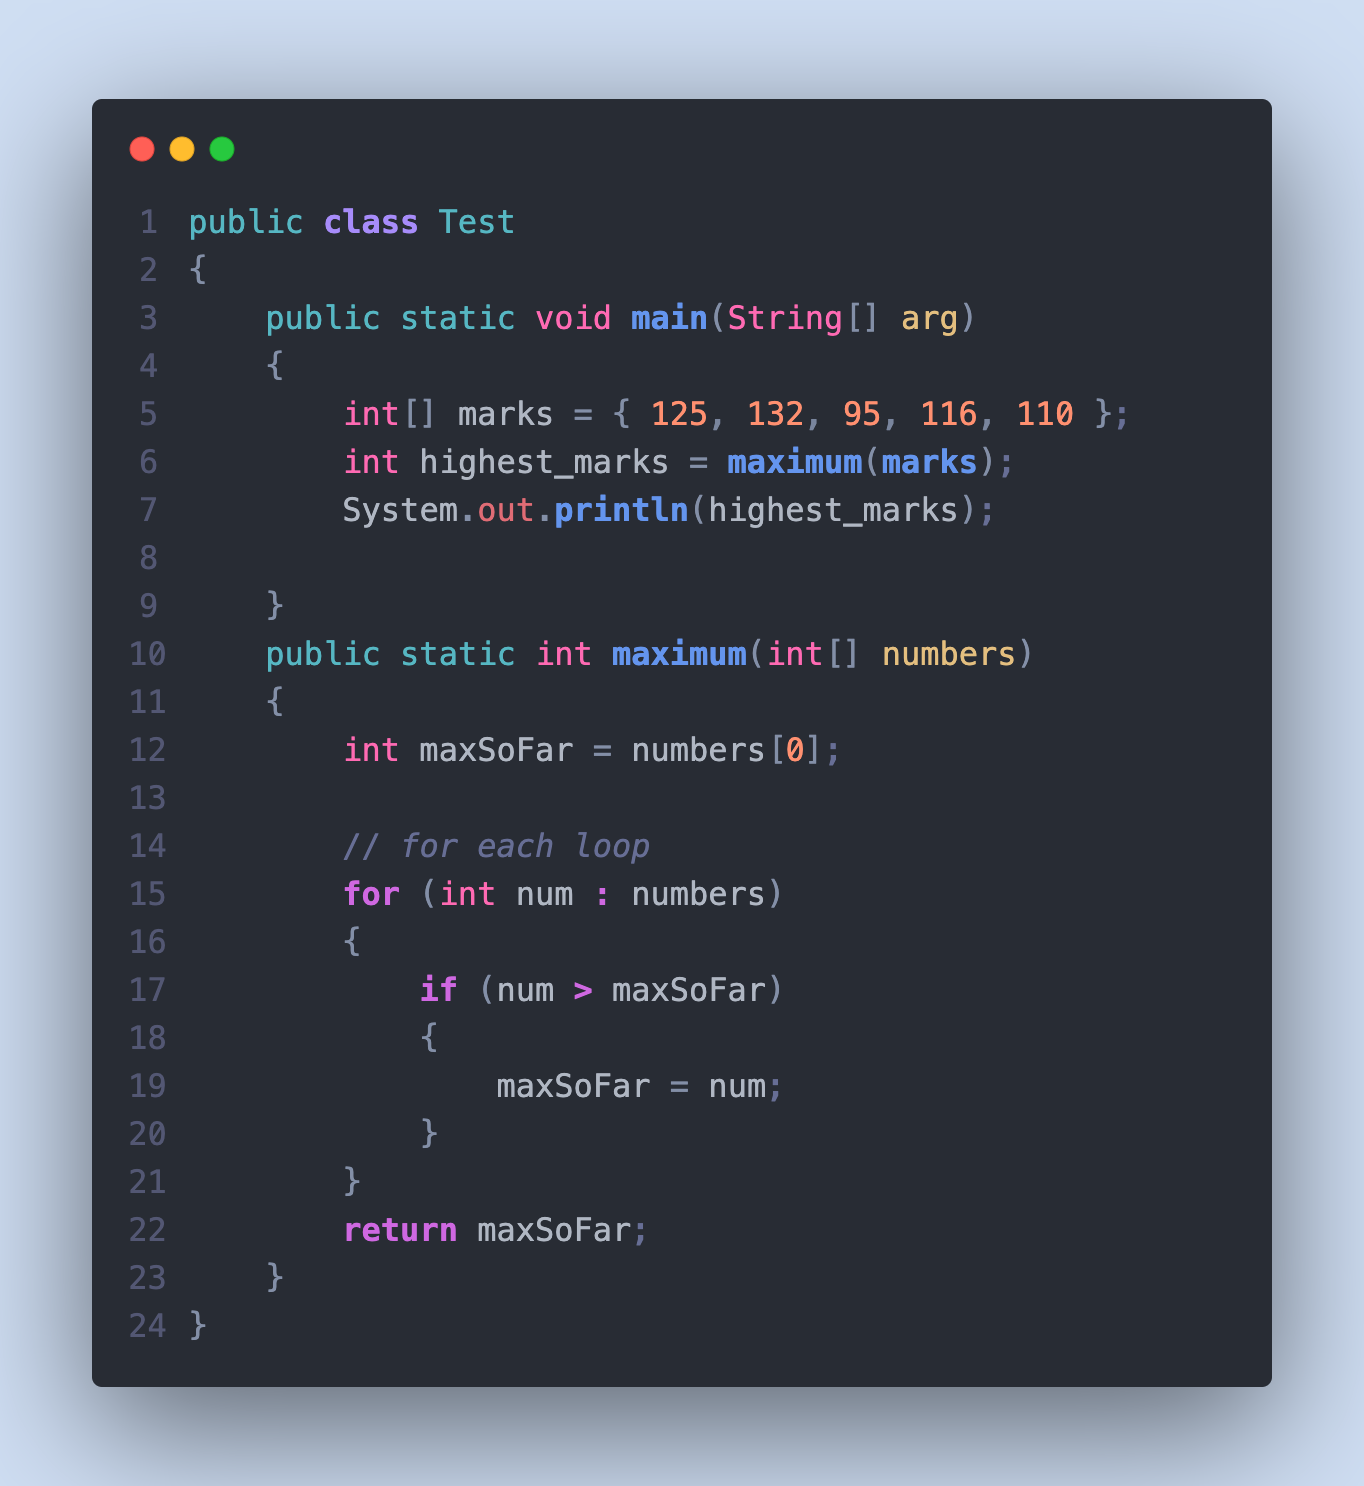 1 public class Test
2 {
3     public static void main(String[] arg)
4     {
5         int[] marks = { 125, 132, 95, 116, 110 };
6         int highest_marks = maximum(marks);
7         System.out.println(highest_marks);
8
9     }
10     public static int maximum(int[] numbers)
11     {
12         int maxSoFar = numbers[0];
13
14         // for each loop
15         for (int num : numbers)
16         {
17             if (num > maxSoFar)
18             {
19                 maxSoFar = num;
20             }
21         }
22         return maxSoFar;
23     }
24 }